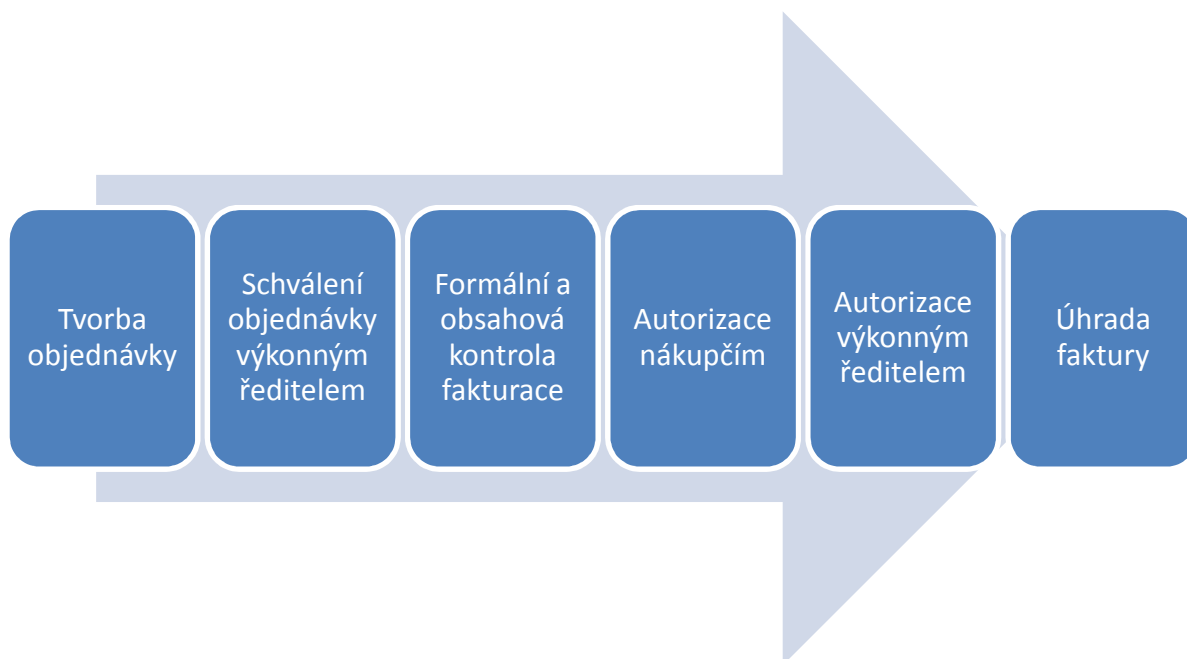 Tvorba
objednávky
Schválení
objednávky
výkonným
ředitelem
Formální a
obsahová
kontrola
fakturace
Autorizace
nákupčím
Autorizace
výkonným
ředitelem
Úhrada
faktury